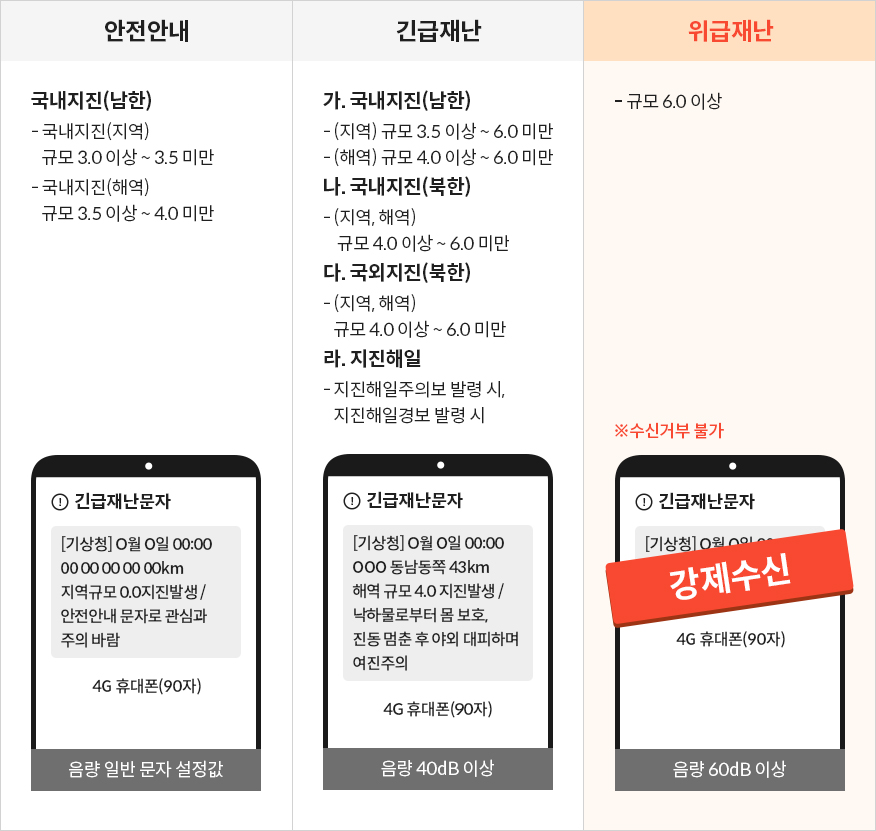 안전안내
국내지진(남한)
- 국내지진(지역)
규모 3.0 이상 ~ 3.5 미만
- 국내지진(해역)
규모 3.5 이상 ~ 4.0 미만
! 긴급재난문자
[기상청] O월 O일 00:00
00 00 00 00 00km
지역규모 0.0지진발생 /
안전안내 문자로 관심과
주의 바람
4G 휴대폰(90자)
음량 일반 문자 설정값
긴급재난
가. 국내지진(남한)
- (지역) 규모 3.5 이상 ~ 6.0 미만
- (해역) 규모 4.0 이상 ~ 6.0 미만
나. 국내지진(북한)
- (지역, 해역)
규모 4.0 이상 ~ 6.0 미만
다. 국외지진(북한)
- (지역, 해역)
규모 4.0 이상 ~ 6.0 미만
라. 지진해일
- 지진해일주의보 발령 시,
지진해일경보 발령 시
! 긴급재난문자
[기상청] O월 O일 00:00
OOO 동남동쪽 43km
해역 규모 4.0 지진발생 /
낙하물로부터 몸 보호,
진동 멈춘 후 야외 대피하며
여진주의
4G 휴대폰(90자)
음량 40dB 이상
위급재난
- 규모 6.0 이상
※수신거부 불가
! 긴급재난문자
[기상청] O월 O일
강제수신
4G 휴대폰(90자)
음량 60dB 이상